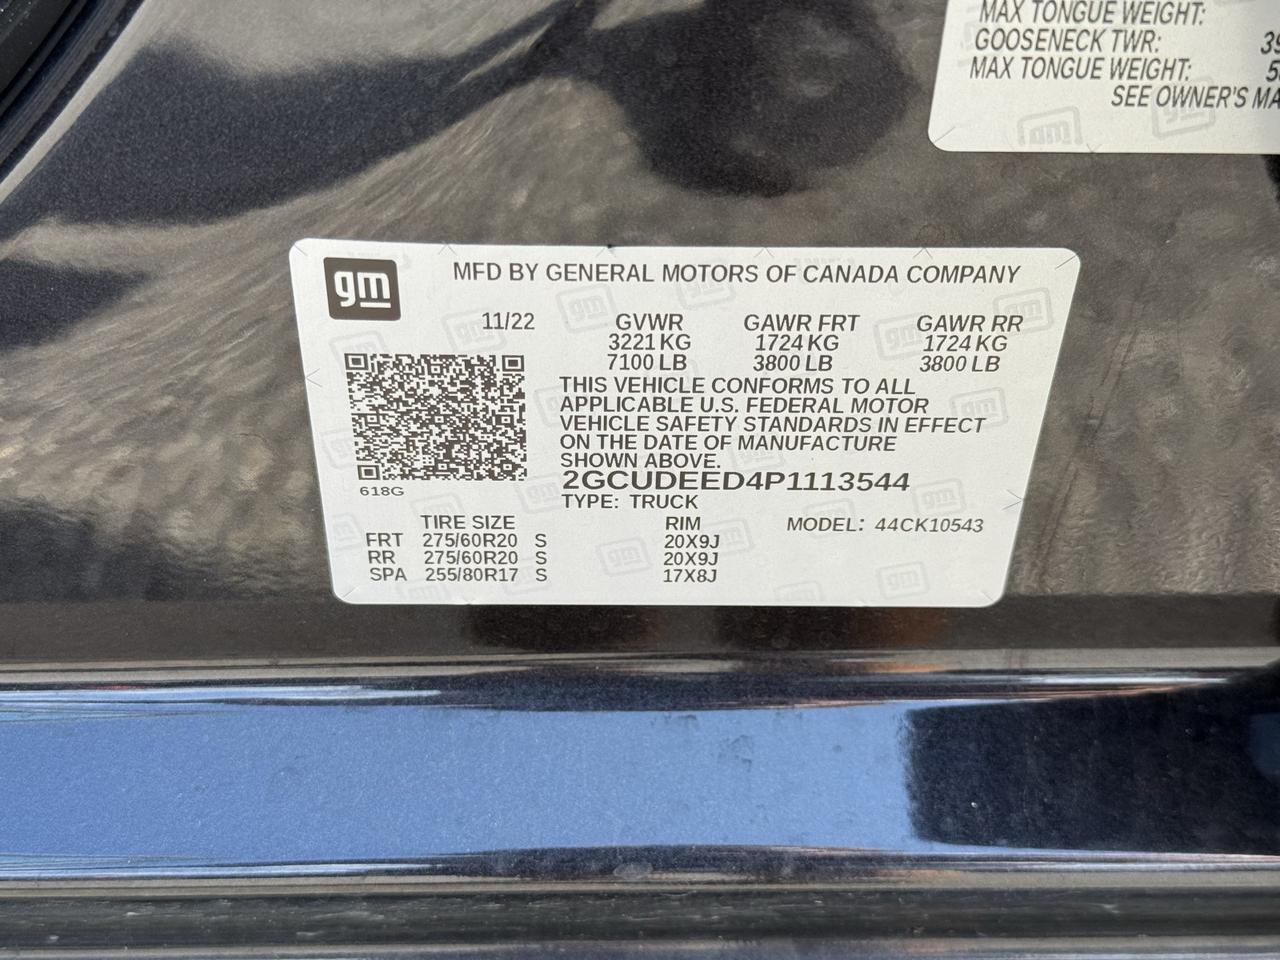 MAX TONGUE WEIGHT:
GOOSENECK TWR:
MAX TONGUE WEIGHT:
SEE OWNER'S
gm
MFD BY GENERAL MOTORS OF CANADA COMPANY
11/22 GVWR GAWR FRT GAWR RR
3221 KG 1724 KG 1724 KG
7100 LB 3800 LB 3800 LB
THIS VEHICLE CONFORMS TO ALL
APPLICABLE U.S. FEDERAL MOTOR
VEHICLE SAFETY STANDARDS IN EFFECT
ON THE DATE OF MANUFACTURE
SHOWN ABOVE.
2GCUDEED4P1113544
618G
TYPE: TRUCK
TIRE SIZE RIM MODEL: 44CK10543
FRT 275/60R20 S 20X9J
RR 275/60R20 S 20X9J
SPA 255/80R17 S 17X8J